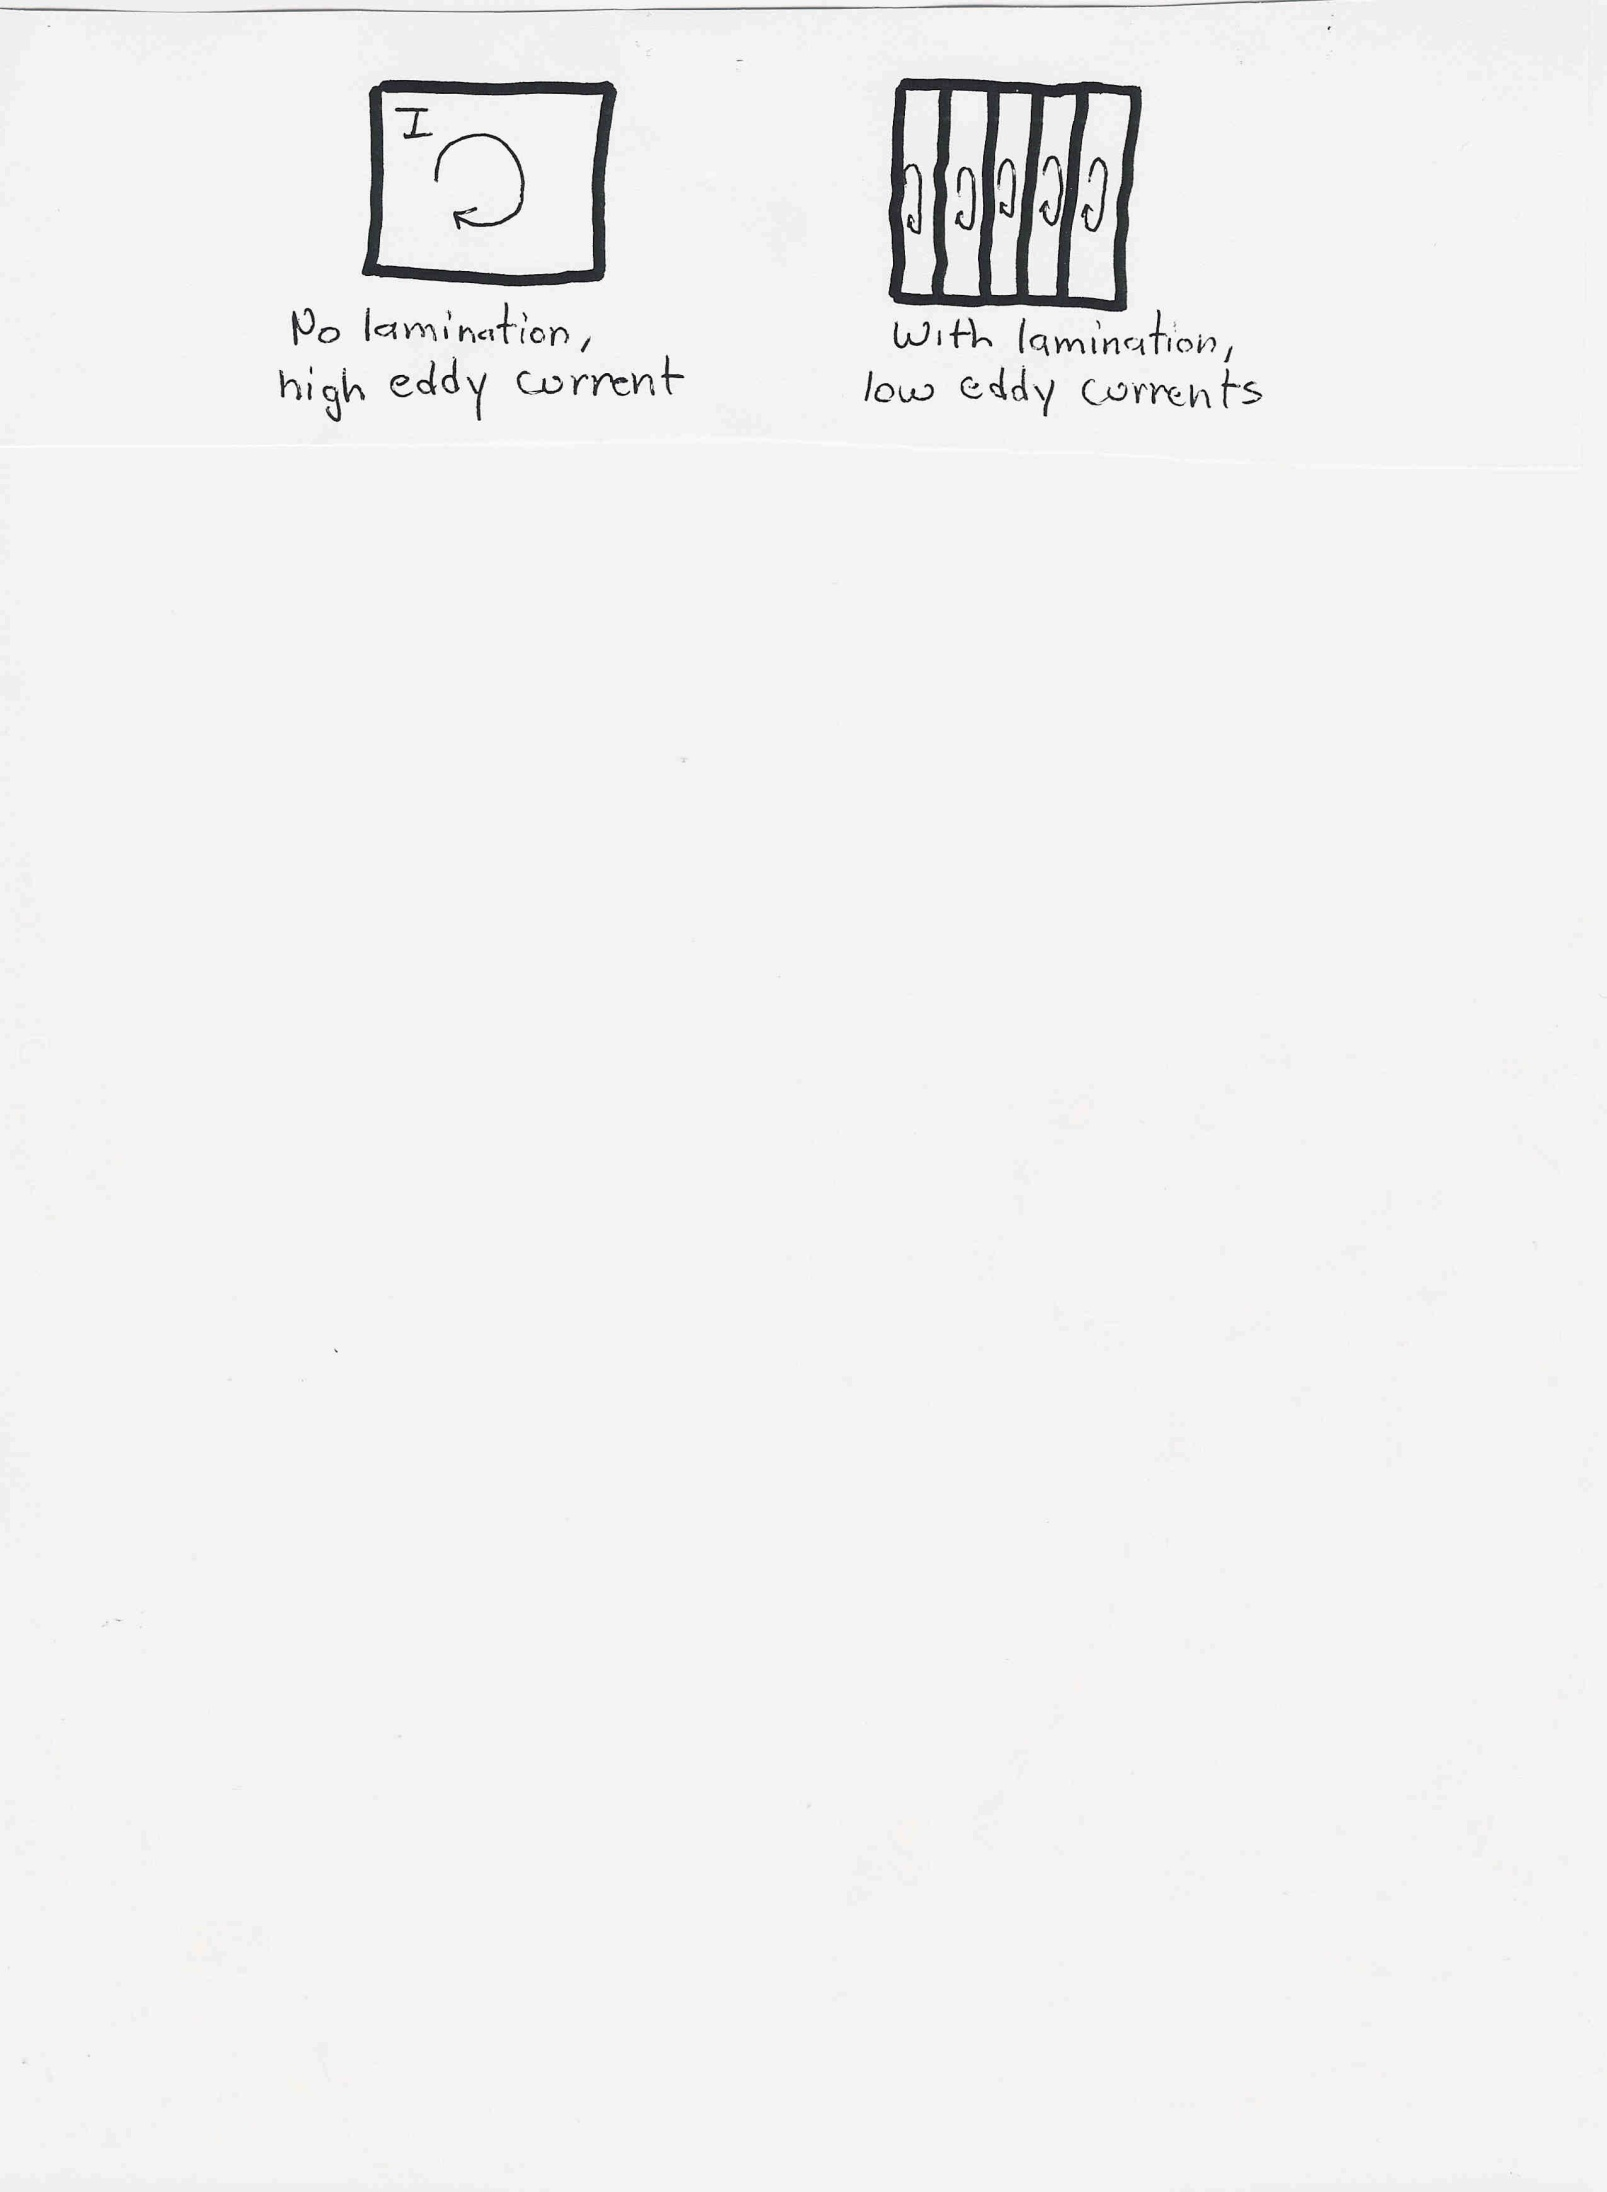 I
No lamination,
high eddy current
With lamination,
low eddy currents